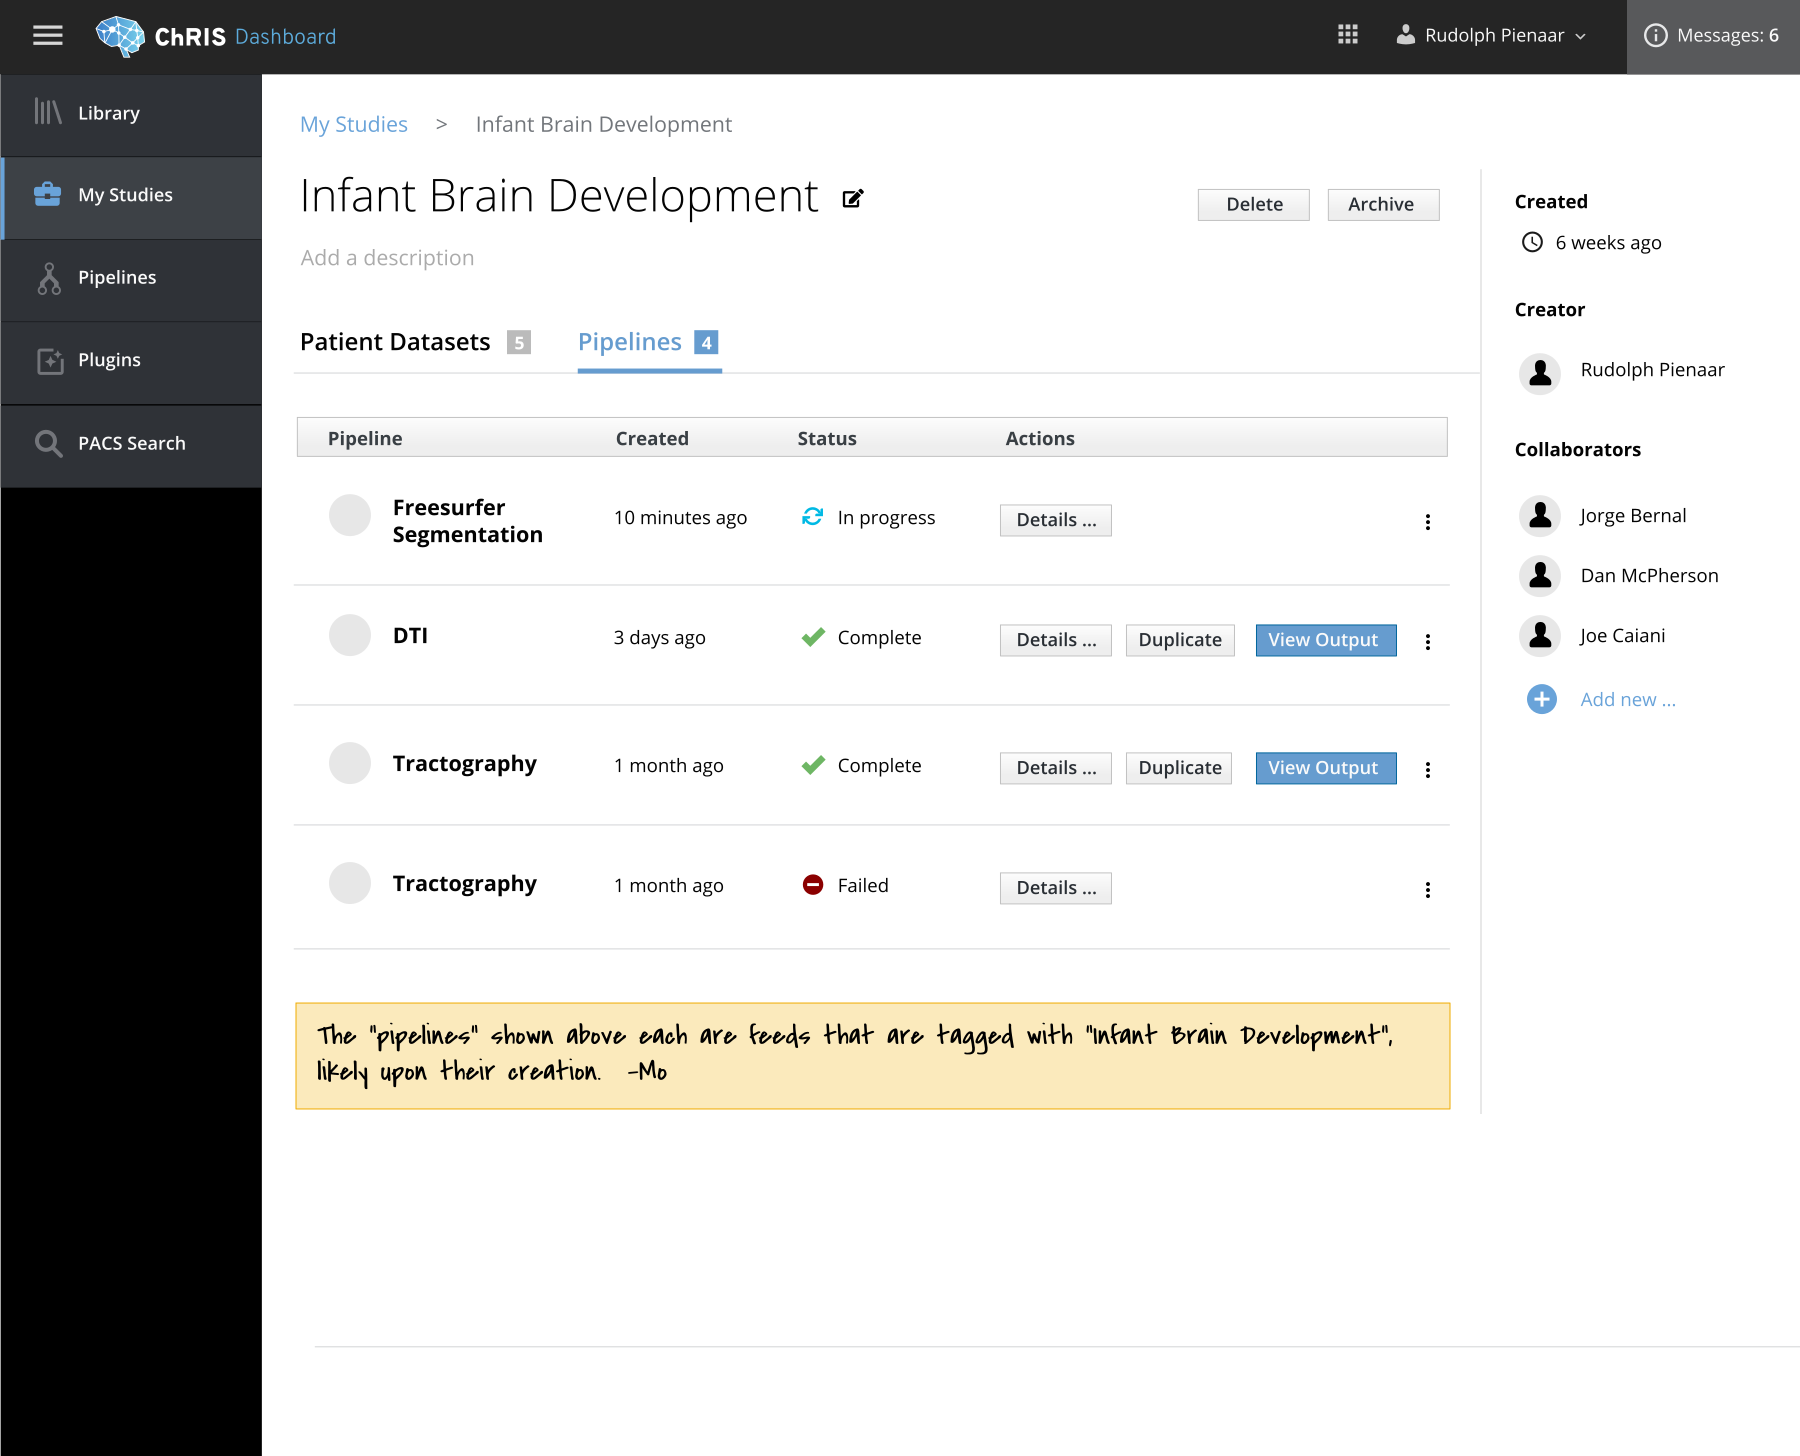 ChRIS Dashboard
Rudolph Pienaar
Messages: 6
Library
My Studies
Pipelines
Plugins
PACS Search
My Studies > Infant Brain Development
Infant Brain Development
Delete
Archive
Add a description
Patient Datasets 5
Pipelines 4
Pipeline Created Status Actions
Freesurfer
Segmentation
10 minutes ago
In progress
Details ...
DTI
3 days ago
Complete
Details ...
Duplicate
View Output
Tractography
1 month ago
Complete
Details ...
Duplicate
View Output
Tractography
1 month ago
Failed
Details ...
The "pipelines" shown above each are feeds that are tagged with "Infant Brain Development",
likely upon their creation. -Mo
Created
6 weeks ago
Creator
Rudolph Pienaar
Collaborators
Jorge Bernal
Dan McPherson
Joe Caiani
Add new ...